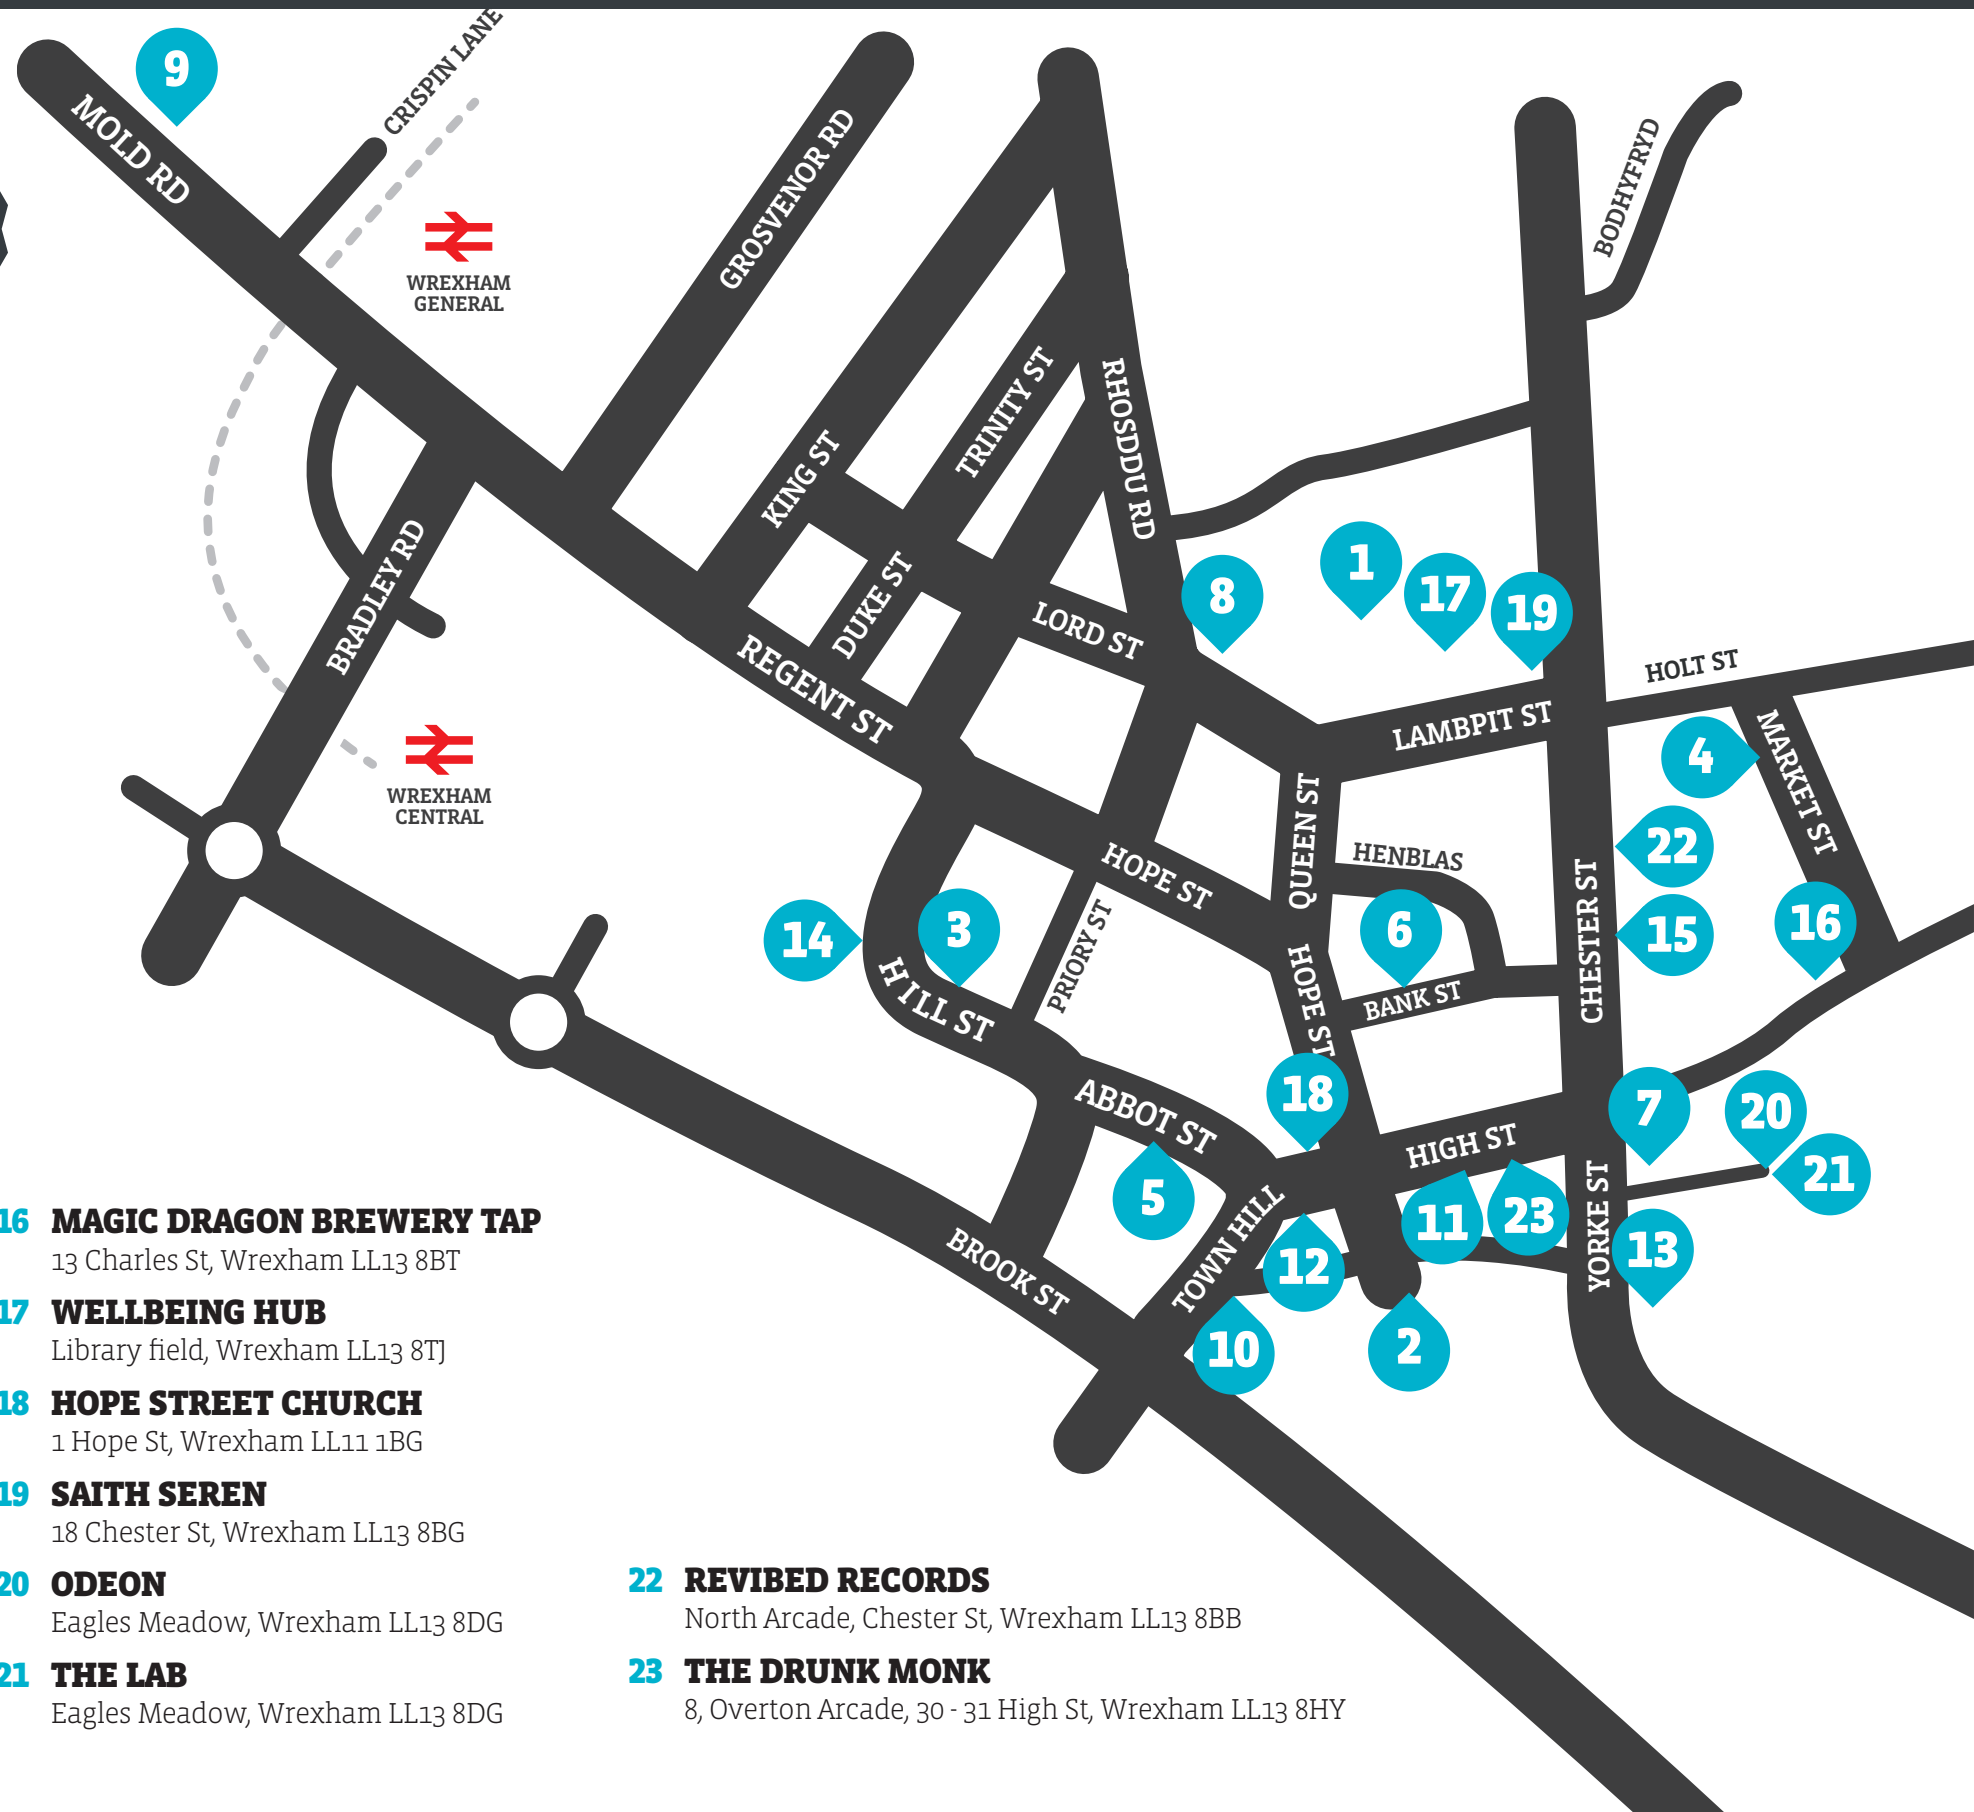 CRISPIN LANE
9
MOLD RD
GROSVENOR RD
BODHYFRYD
WREXHAM
GENERAL
KING ST
TRINITY ST
RHOSDDU RD
BRADLEY RD
DUKE ST
REGENT ST
LORD ST
8
1
17
19
HOLT ST
LAMBPIT ST
MARKET ST
4
WREXHAM
CENTRAL
QUEEN ST
HENBLAS
HOPE ST
CHESTER ST
22
15
16
14
3
6
HILL ST
PRIORY ST
HOPE ST
BANK ST
ABBOT ST
18
HIGH ST
7
20
21
5
11
23
YORKE ST
13
TOWN HILL
12
BROOK ST
10
2
16 MAGIC DRAGON BREWERY TAP
13 Charles St, Wrexham LL13 8BT
17 WELLBEING HUB
Library field, Wrexham LL13 8TJ
18 HOPE STREET CHURCH
1 Hope St, Wrexham LL11 1BG
19 SAITH SEREN
18 Chester St, Wrexham LL13 8BG
20 ODEON
Eagles Meadow, Wrexham LL13 8DG
21 THE LAB
Eagles Meadow, Wrexham LL13 8DG
22 REVIBED RECORDS
North Arcade, Chester St, Wrexham LL13 8BB
23 THE DRUNK MONK
8, Overton Arcade, 30 - 31 High St, Wrexham LL13 8HY